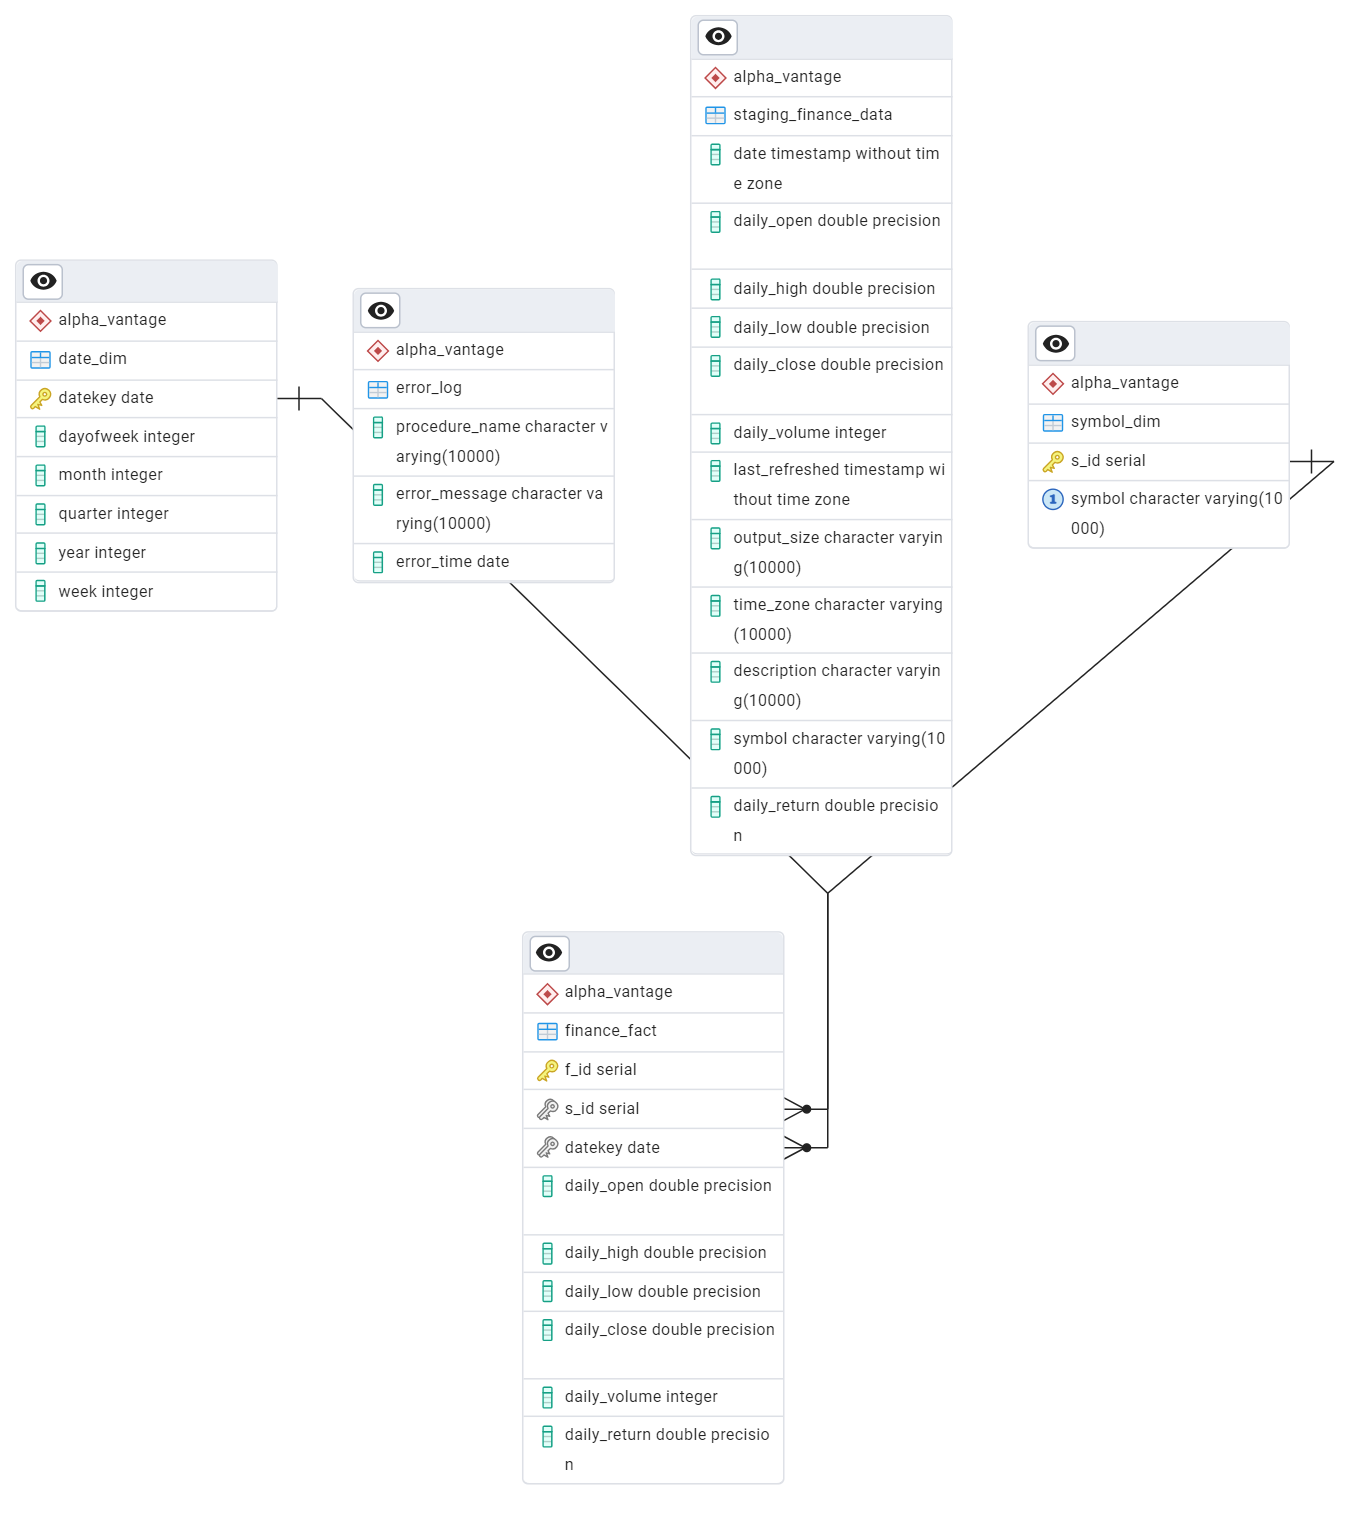 alpha_vantage
date_dim
datekey date
dayofweek integer
month integer
quarter integer
year integer
week integer
alpha_vantage
error_log
procedure_name character v
arying(10000)
error_message character va
rying(10000)
error_time date
alpha_vantage
staging_finance_data
date timestamp without tim
e zone
daily_open double precision
daily_high double precision
daily_low double precision
daily_close double precision
daily_volume integer
last_refreshed timestamp wi
thout time zone
output_size character varyin
g(10000)
time_zone character varying
(10000)
description character varyin
g(10000)
symbol character varying(10
000)
daily_return double precisio
n
alpha_vantage
symbol_dim
s_id serial
1
symbol character varying(10
000)
alpha_vantage
finance_fact
f_id serial
s_id serial
datekey date
daily_open double precision
daily_high double precision
daily_low double precision
daily_close double precision
daily_volume integer
daily_return double precisio
n